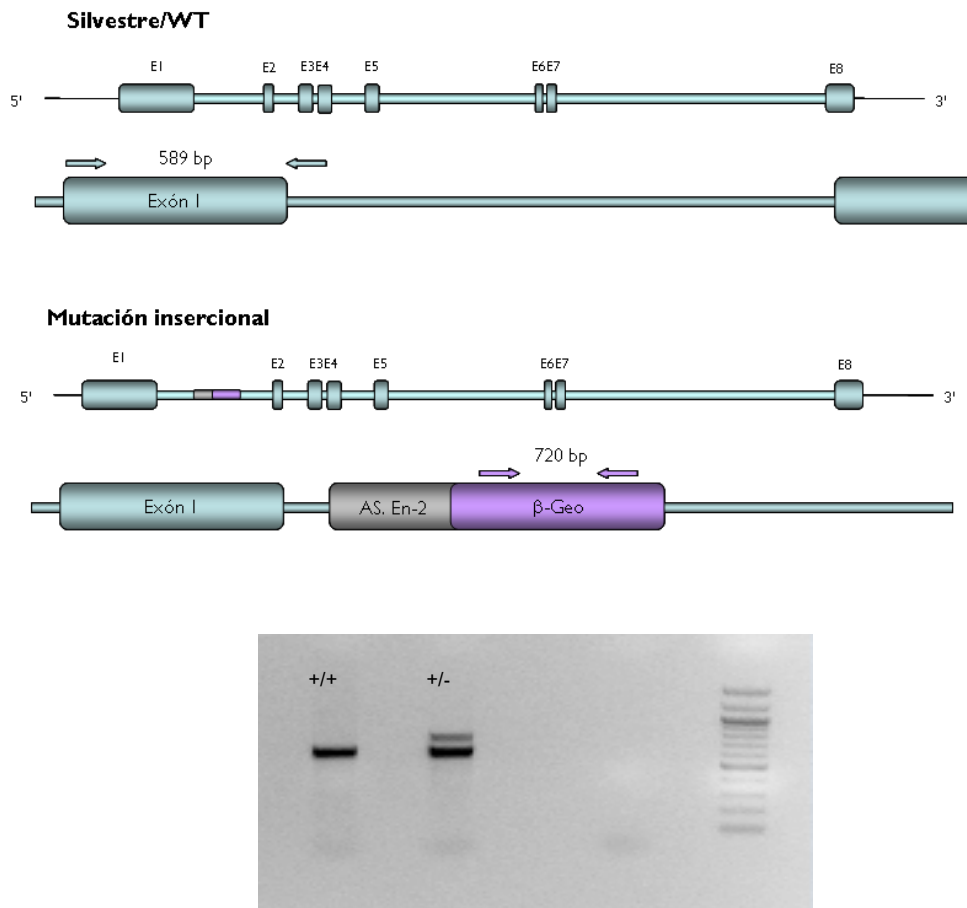 Silvestre/WT
E1 E2 E3E4 E5 E6E7 E8
5' 3'
589 bp
Exón 1
Mutación insercional
E1 E2 E3E4 E5 E6E7 E8
5' 3'
720 bp
Exón 1 AS. En-2 β-Geo
+/+ +/-